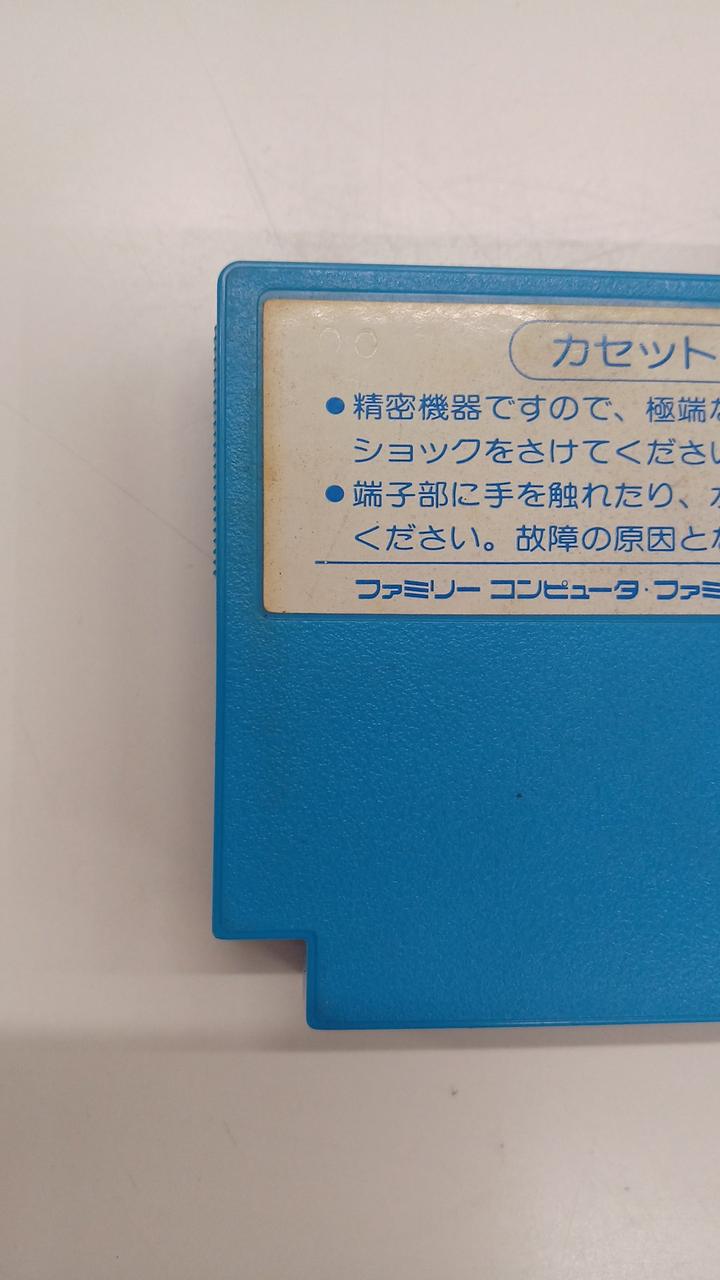 カセット
●精密機器ですので、極端な
ショックをさけてください
●端子部に手を触れたり、
ください。故障の原因とな
ファミリー コンピュータ・ファミ